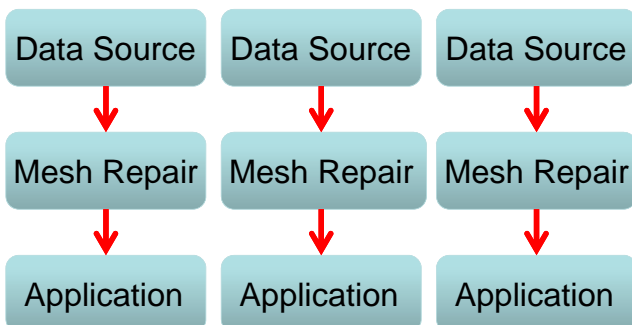 Data Source Data Source Data Source
Mesh Repair Mesh Repair Mesh Repair
Application Application Application